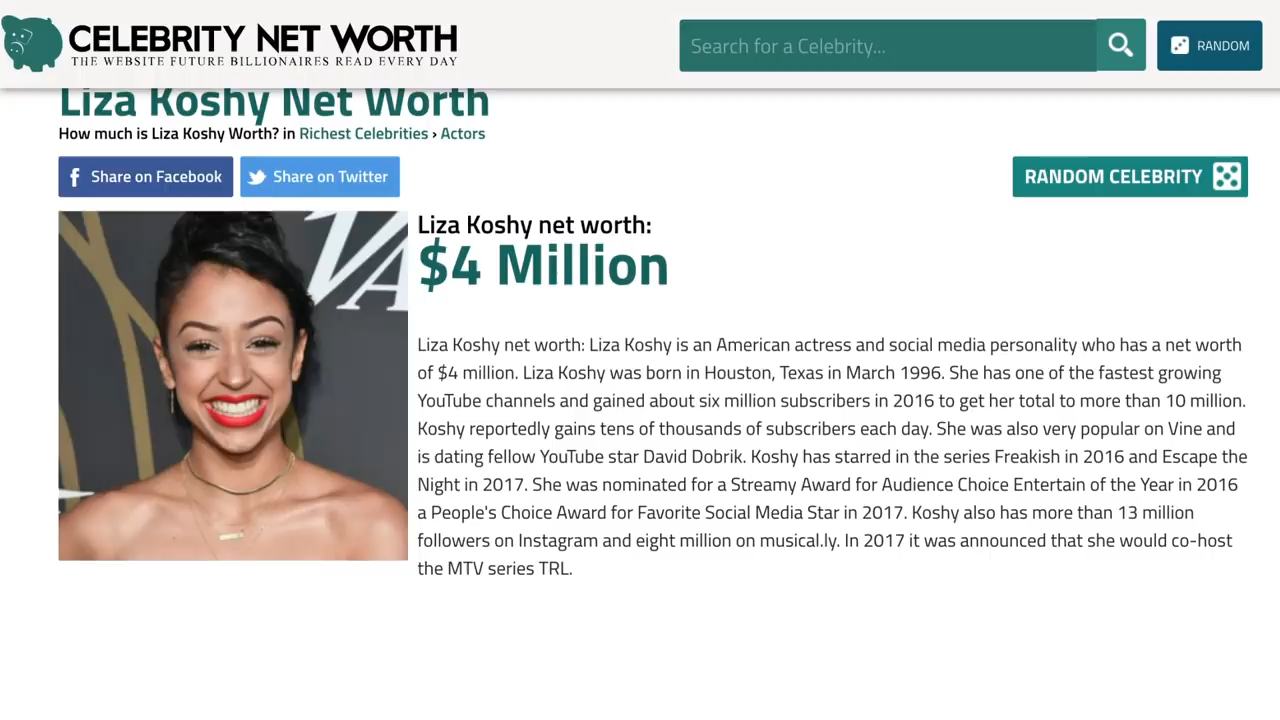 CELEBRITY NET WORTH
THE WEBSITE FUTURE BILLIONAIRES READ EVERY DAY
Search for a Celebrity...
RANDOM
Liza Koshy Net Worth
How much is Liza Koshy Worth? in Richest Celebrities › Actors
Share on Facebook
Share on Twitter
RANDOM CELEBRITY
VA
Liza Koshy net worth:
$4 Million
Liza Koshy net worth: Liza Koshy is an American actress and social media personality who has a net worth
of $4 million. Liza Koshy was born in Houston, Texas in March 1996. She has one of the fastest growing
YouTube channels and gained about six million subscribers in 2016 to get her total to more than 10 million.
Koshy reportedly gains tens of thousands of subscribers each day. She was also very popular on Vine and
is dating fellow YouTube star David Dobrik. Koshy has starred in the series Freakish in 2016 and Escape the
Night in 2017. She was nominated for a Streamy Award for Audience Choice Entertain of the Year in 2016
a People's Choice Award for Favorite Social Media Star in 2017. Koshy also has more than 13 million
followers on Instagram and eight million on musical.ly. In 2017 it was announced that she would co-host
the MTV series TRL.